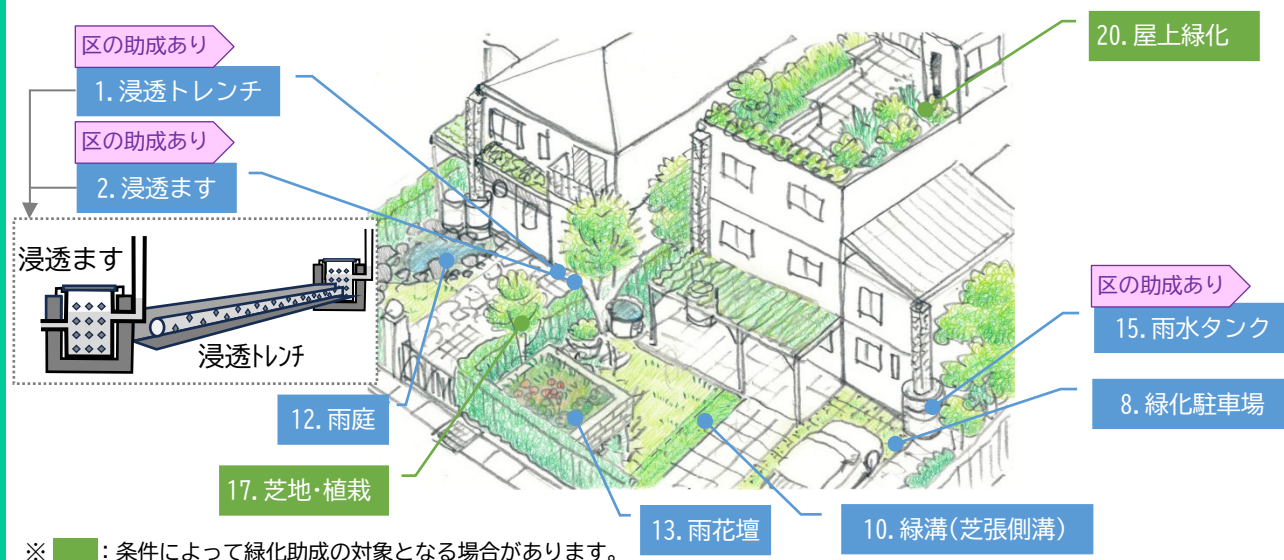 区の助成あり
1.浸透トレンチ
区の助成あり
2.浸透ます
浸透ます
浸透ﾄﾚﾝﾁ
20.屋上緑化
区の助成あり
15.雨水タンク
8.緑化駐車場
12.雨庭
17.芝地・植栽
13.雨花壇
10.緑溝(芝張側溝)
※　：条件によって緑化助成の対象となる場合があります。